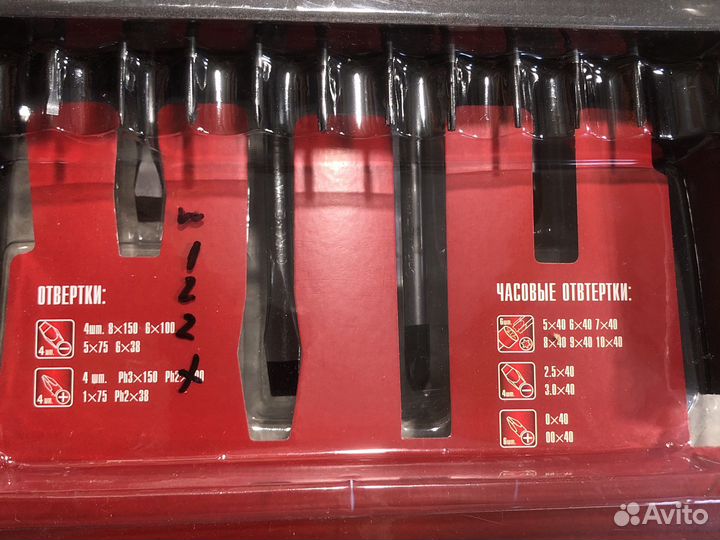 ОТВЕРТКИ:
4шт. 8×150 6×100
5×75 6×38
4шт.
4 шт. Ph3×150
1×75 Ph2×38
4шт.
1
2
2
ЧАСОВЫЕ ОТВТЕРТКИ:
6шт.
5×40 6×40 7×40
8×40 9×40 10×40
4шт.
2.5×40
3.0×40
0×40
00×40
Avito